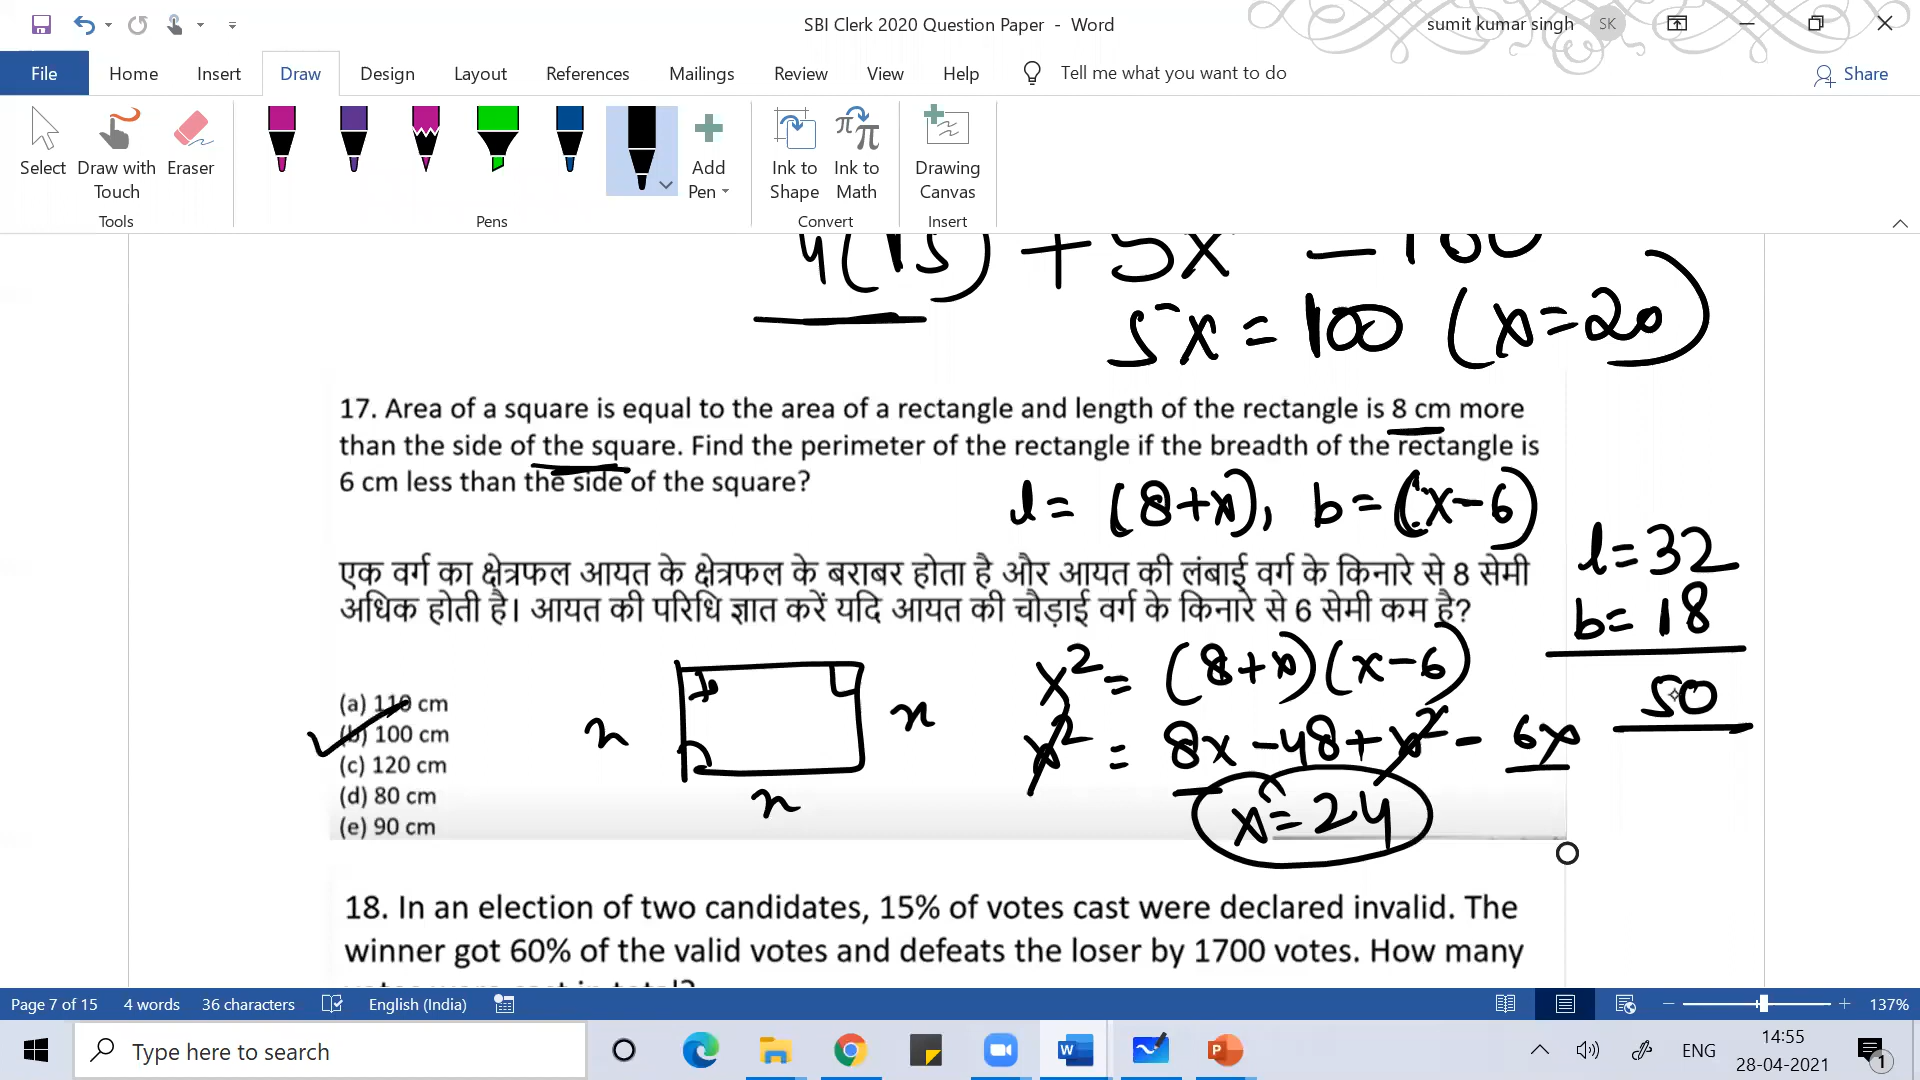 SBI Clerk 2020 Question Paper - Word
sumit kumar singh SK
File Home Insert Draw Design Layout References Mailings Review View Help Tell me what you want to do Share
Select Draw with Touch Eraser Add Pen Ink to Shape Ink to Math Drawing Canvas
Tools Pens Convert Insert
4(15) + 5x - 160
5x = 100 (x=20)
17. Area of a square is equal to the area of a rectangle and length of the rectangle is 8 cm more
than the side of the square. Find the perimeter of the rectangle if the breadth of the rectangle is
6 cm less than the side of the square?
l = (8+x), b = (x-6)
एक वर्ग का क्षेत्रफल आयत के क्षेत्रफल के बराबर होता है और आयत की लंबाई वर्ग के किनारे से 8 सेमी
अधिक होती है। आयत की परिधि ज्ञात करें यदि आयत की चौड़ाई वर्ग के किनारे से 6 सेमी कम है?
l = 32
b = 18
50
x² = (8+x)(x-6)
x² = 8x - 48 + x² - 6x
x = 24
x
x
x
(a) 110 cm
(b) 100 cm
(c) 120 cm
(d) 80 cm
(e) 90 cm
18. In an election of two candidates, 15% of votes cast were declared invalid. The
winner got 60% of the valid votes and defeats the loser by 1700 votes. How many
votes were cast in total?
Page 7 of 15 4 words 36 characters English (India) 137%
Type here to search
ENG
14:55
28-04-2021
1